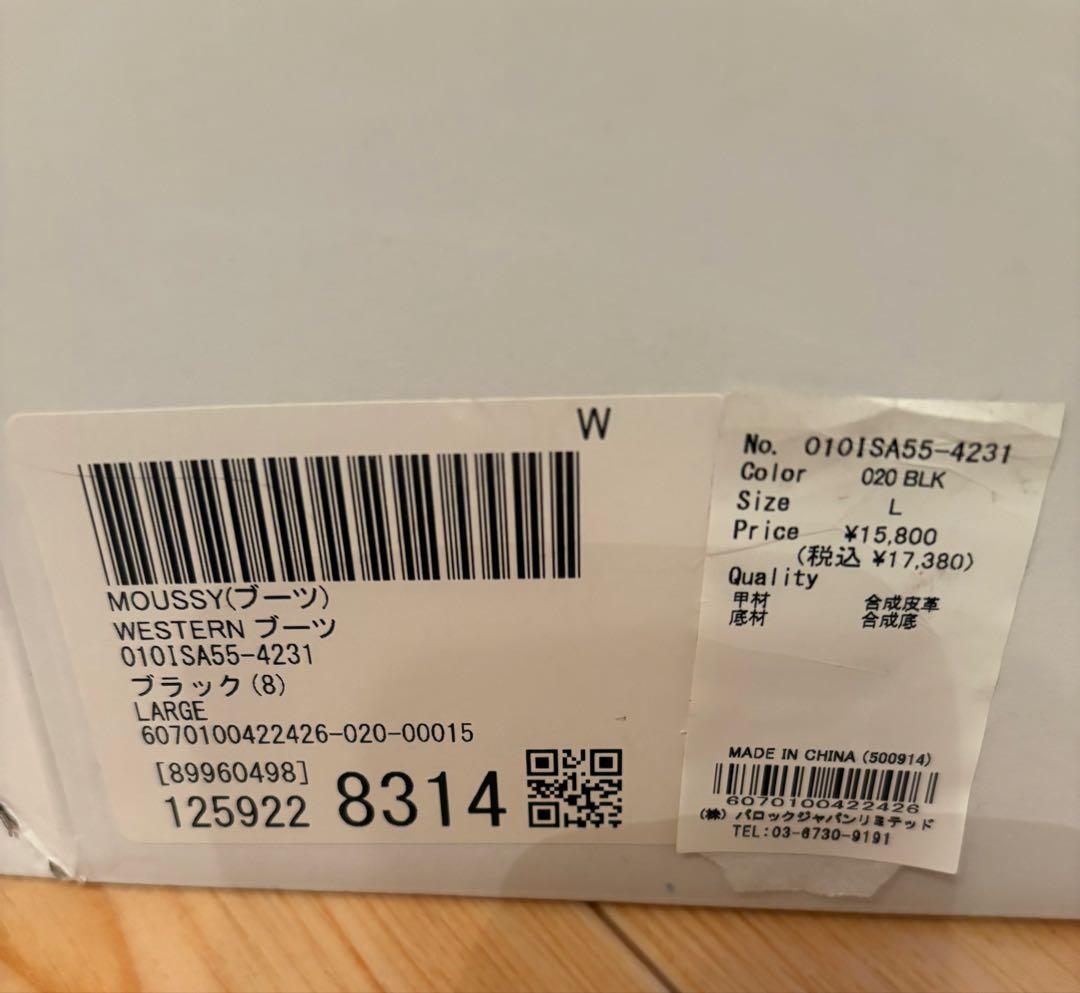 W
MOUSSY(ブーツ)
WESTERN ブーツ
010ISA55-4231
ブラック(8)
LARGE
6070100422426-020-00015
[89960498]
125922 8314
No. 010ISA55-4231
Color 020 BLK
Size L
Price ¥15,800
(税込 ¥17,380)
Quality
甲材 合成皮革
底材 合成底
MADE IN CHINA (500914)
6070100422426
(株) バロックジャパンリミテッド
TEL:03-6730-9191